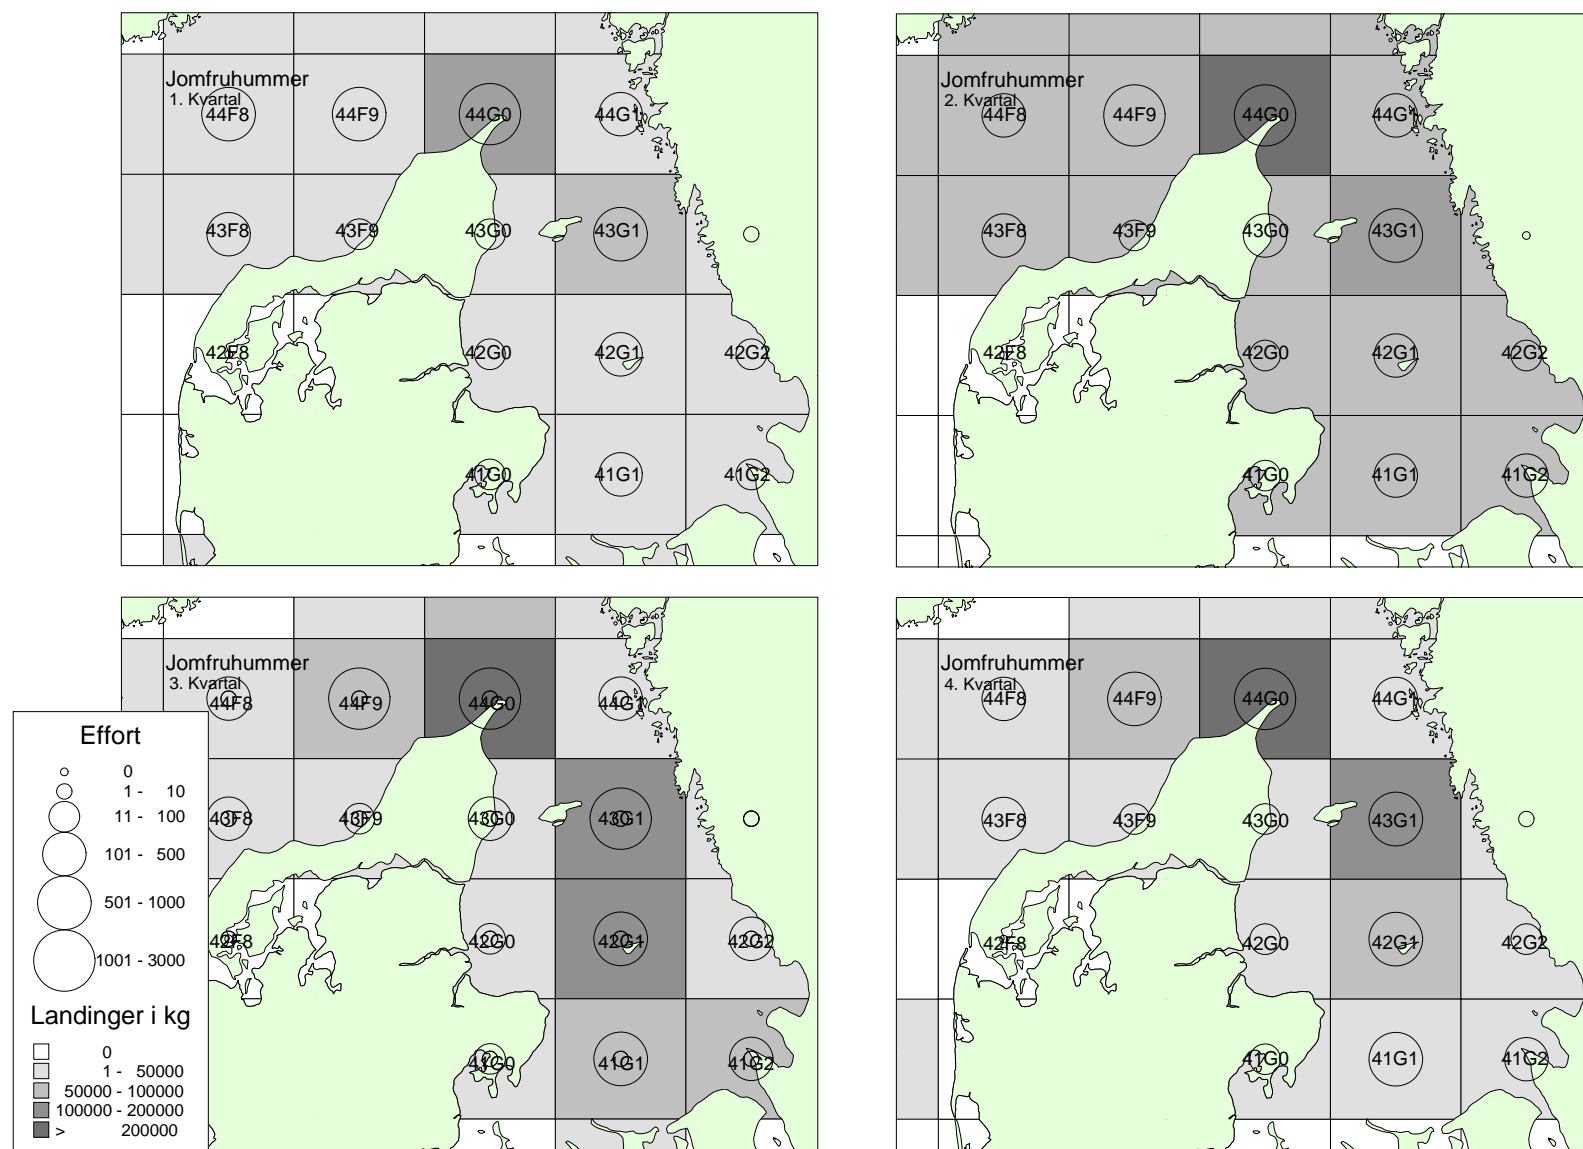 Jomfruhummer
1. Kvartal
44F8 44F9 44G0 44G1
43F8 43F9 43G0 43G1
42F8 42G0 42G1 42G2
41G0 41G1 41G2
Jomfruhummer
2. Kvartal
44F8 44F9 44G0 44G1
43F8 43F9 43G0 43G1
42F8 42G0 42G1 42G2
41G0 41G1 41G2
Jomfruhummer
3. Kvartal
44F8 44F9 44G0 44G1
43F8 43F9 43G0 43G1
42F8 42G0 42G1 42G2
41G0 41G1 41G2
Jomfruhummer
4. Kvartal
44F8 44F9 44G0 44G1
43F8 43F9 43G0 43G1
42F8 42G0 42G1 42G2
41G0 41G1 41G2
Effort
0
1 - 10
11 - 100
101 - 500
501 - 1000
1001 - 3000
Landinger i kg
0
1 - 50000
50000 - 100000
100000 - 200000
> 200000